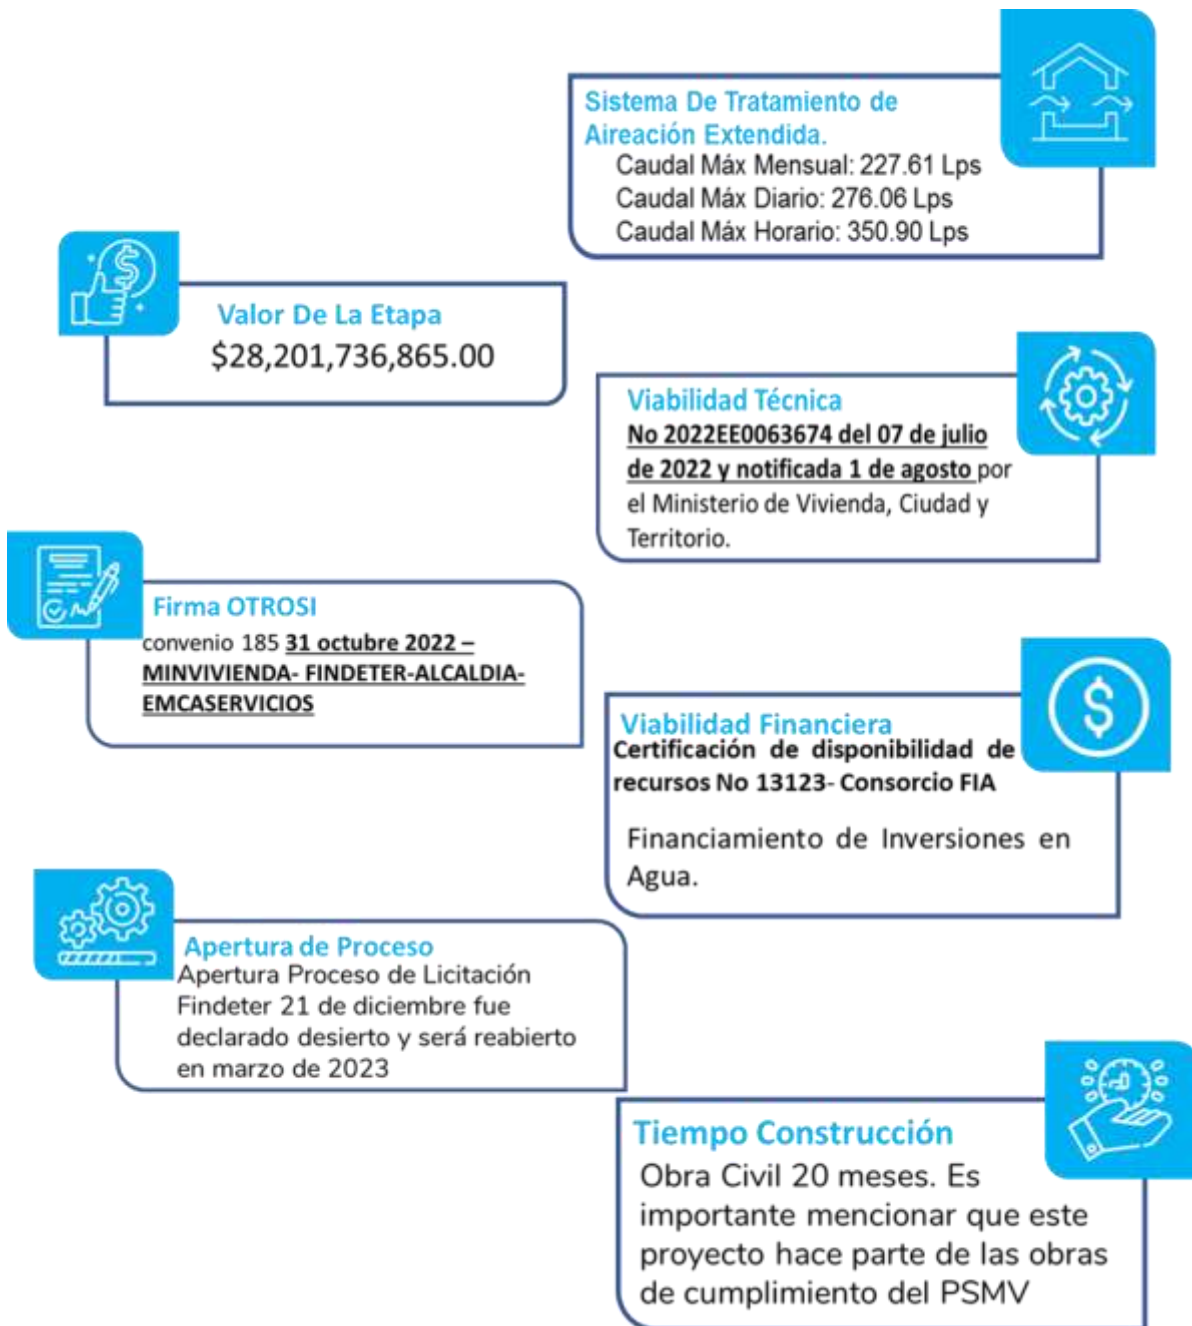 Sistema De Tratamiento de
Aireación Extendida.
Caudal Máx Mensual: 227.61 Lps
Caudal Máx Diario: 276.06 Lps
Caudal Máx Horario: 350.90 Lps
Valor De La Etapa
$28,201,736,865.00
Viabilidad Técnica
No 2022EE0063674 del 07 de julio
de 2022 y notificada 1 de agosto por
el Ministerio de Vivienda, Ciudad y
Territorio.
Firma OTROSI
convenio 185 31 octubre 2022 –
MINVIVIENDA- FINDETER-ALCALDIA-
EMCASERVICIOS
Viabilidad Financiera
Certificación de disponibilidad de
recursos No 13123- Consorcio FIA
Financiamiento de Inversiones en
Agua.
Apertura de Proceso
Apertura Proceso de Licitación
Findeter 21 de diciembre fue
declarado desierto y será reabierto
en marzo de 2023
Tiempo Construcción
Obra Civil 20 meses. Es
importante mencionar que este
proyecto hace parte de las obras
de cumplimiento del PSMV